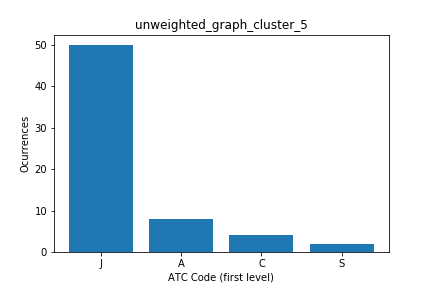 unweighted_graph_cluster_5
50
40
30
20
10
0
Ocurrences
J A C S
ATC Code (first level)